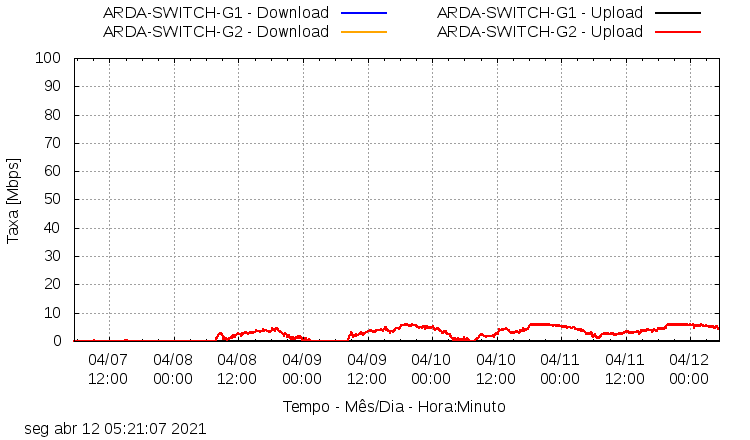 ARDA-SWITCH-G1 - Download ARDA-SWITCH-G1 - Upload
ARDA-SWITCH-G2 - Download ARDA-SWITCH-G2 - Upload
Taxa [Mbps]
100
90
80
70
60
50
40
30
20
10
0
04/07 04/08 04/08 04/09 04/09 04/10 04/10 04/11 04/11 04/12
12:00 00:00 12:00 00:00 12:00 00:00 12:00 00:00 12:00 00:00
Tempo - Mês/Dia - Hora:Minuto
seg abr 12 05:21:07 2021